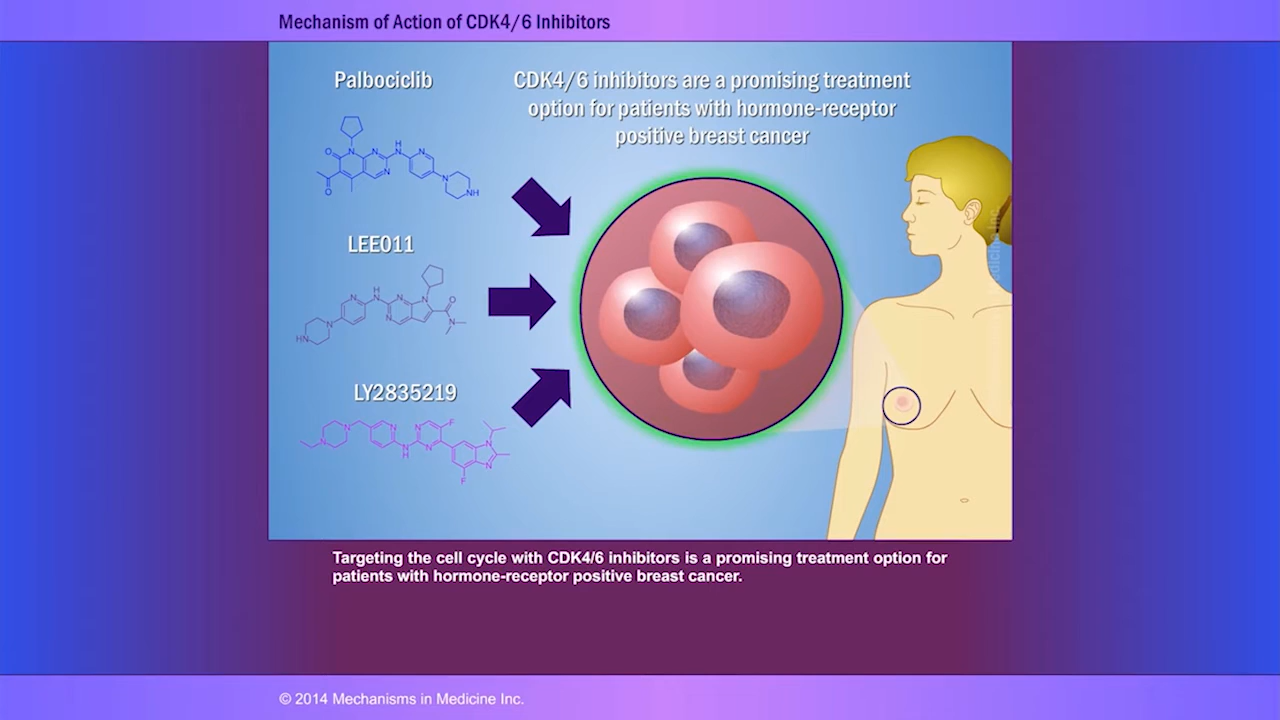 Mechanism of Action of CDK4/6 Inhibitors
Palbociclib
CDK4/6 inhibitors are a promising treatment
option for patients with hormone-receptor
positive breast cancer
O
N
N
H
N
N
N
O
N
NH
LEE011
H
N
N
N
N
N
O
N
N
HN
LY2835219
N
N
N
N
H
N
N
F
N
N
F
Targeting the cell cycle with CDK4/6 inhibitors is a promising treatment option for
patients with hormone-receptor positive breast cancer.
© 2014 Mechanisms in Medicine Inc.